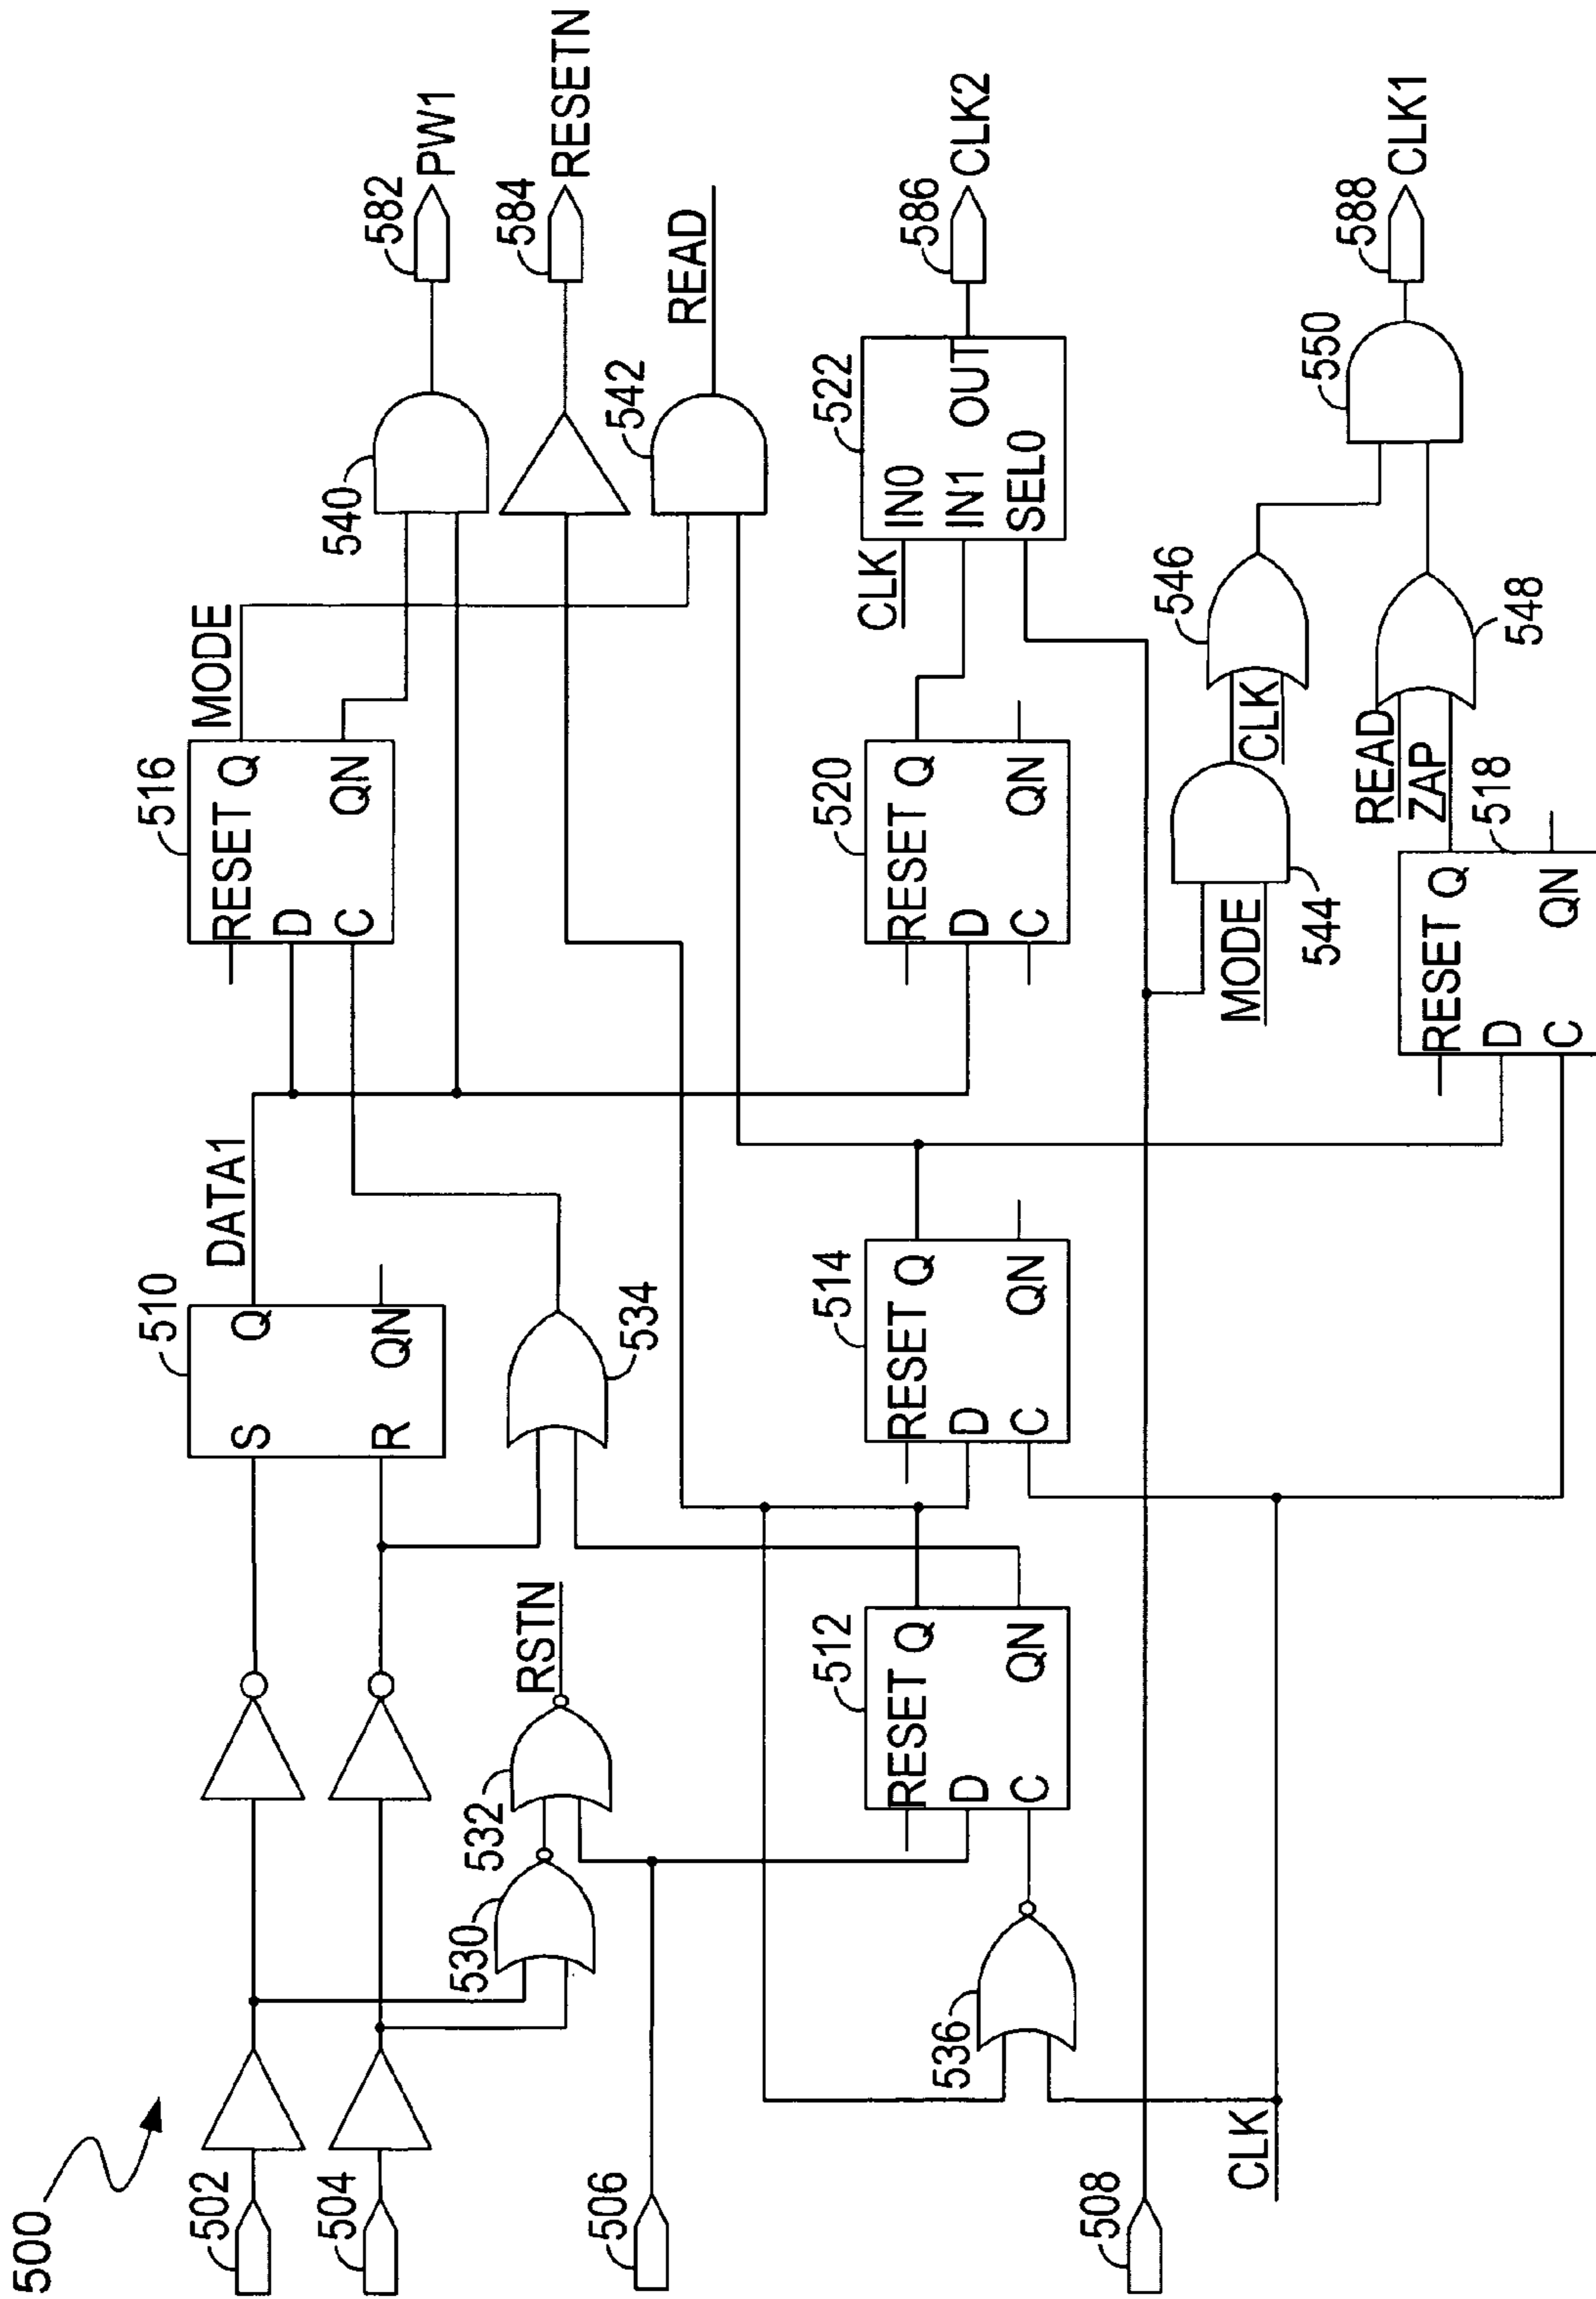 500
502
504
506
508
CLK
510
S
Q
R
QN
DATA1
530
532
RSTN
534
536
512
RESET Q
D
C
QN
514
RESET Q
D
C
QN
516
RESET Q
D
C
QN
MODE
540
582
PW1
584
RESETN
542
READ
520
RESET Q
D
C
QN
522
CLK
IN0
IN1 OUT
SEL0
586
CLK2
MODE
544
CLK
546
READ
ZAP
548
518
RESET Q
D
C
QN
550
588
CLK1